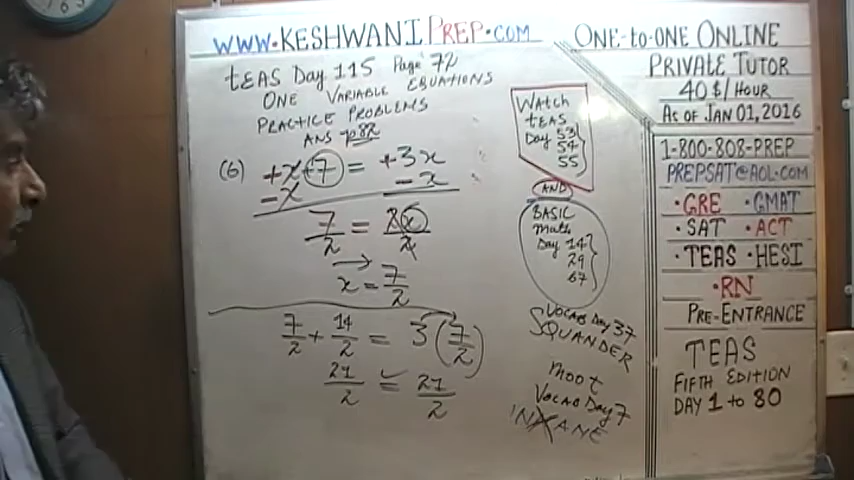 WWW.KESHWANIPREP.COM
TEAS Day 115 Page 72
ONE VARIABLE EQUATIONS
PRACTICE PROBLEMS
ANS p82
(6) +x+7 = +3x
-x -x
7/2 = 2x/2
x = 7/2
7/2 + 14/2 = 3(7/2)
21/2 = 21/2
Watch
TEAS
Day 53
54
55
AND
BASIC
Math
Day 14
29
67
VOCAB Day 37
SQUANDER
moot
Vocab Day 7
INXANE
ONE-to-ONE ONLINE
PRIVATE TUTOR
40$/HOUR
AS OF JAN 01, 2016
1-800-808-PREP
PREPSAT@AOL.COM
•GRE •GMAT
•SAT •ACT
•TEAS •HESI
•RN
PRE-ENTRANCE
TEAS
FIFTH EDITION
DAY 1 TO 80